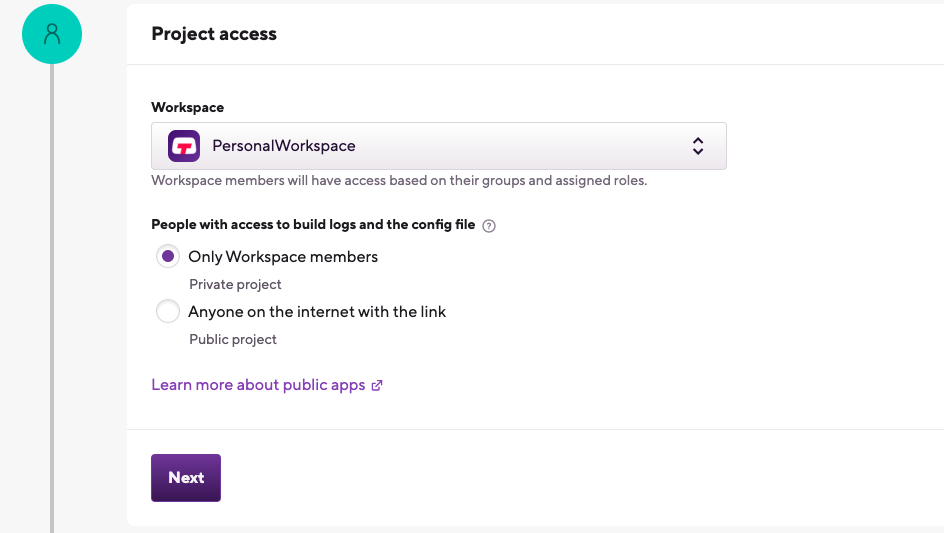 Project access
Workspace
PersonalWorkspace
Workspace members will have access based on their groups and assigned roles.
People with access to build logs and the config file ?
Only Workspace members
Private project
Anyone on the internet with the link
Public project
Learn more about public apps
Next